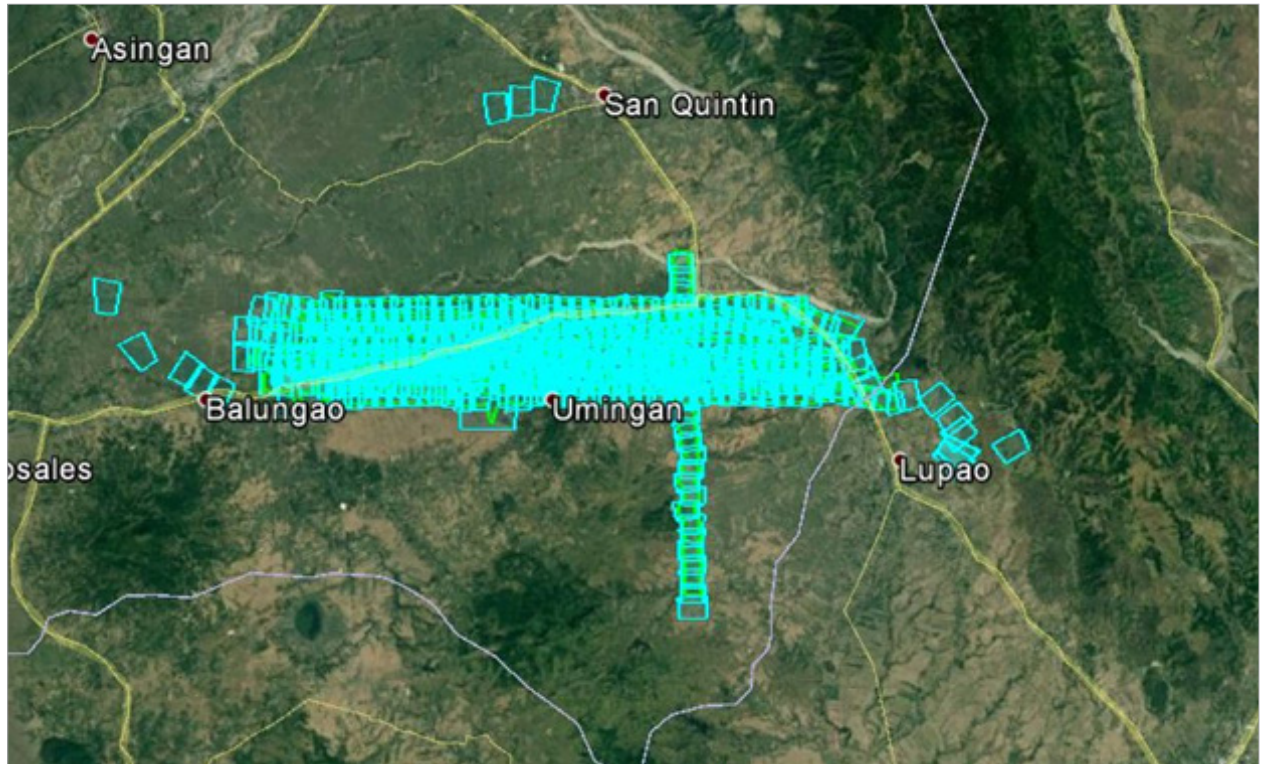 Asingan
San Quintin
Balungao
Umingan
osales
Lupao